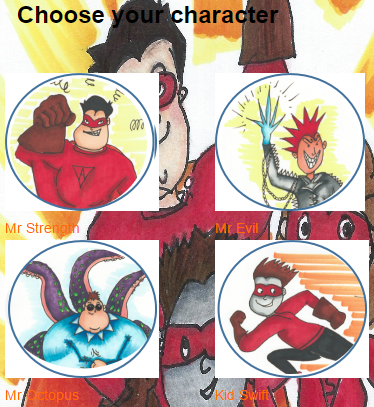 Choose your character
Mr Strength
Mr Evil
Mr Octopus
Kid Swift